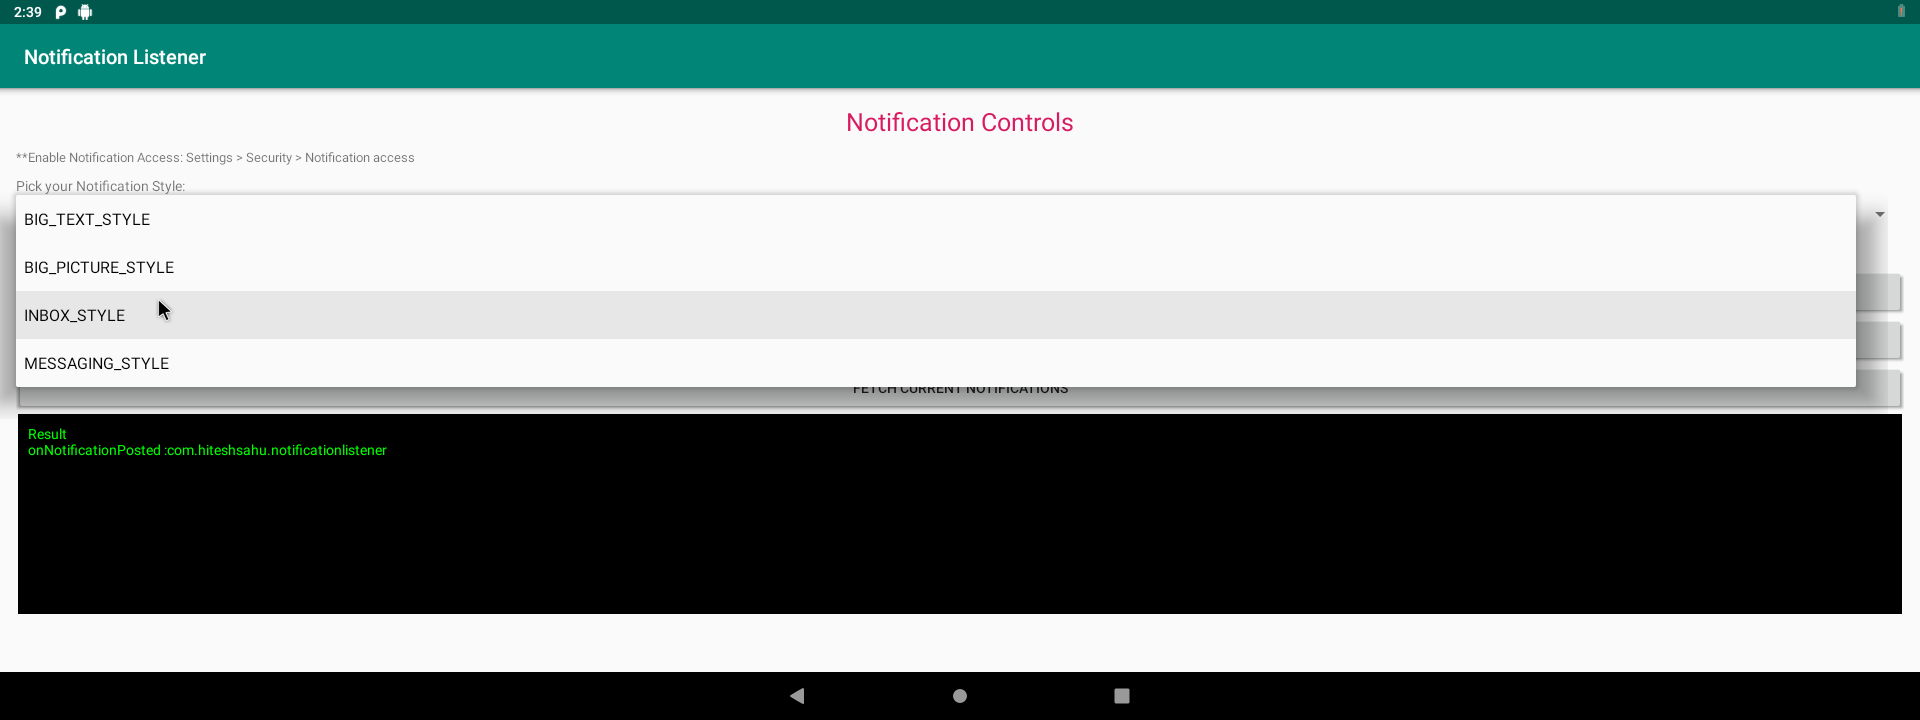 2:39
Notification Listener
Notification Controls
**Enable Notification Access: Settings > Security > Notification access
Pick your Notification Style:
BIG_TEXT_STYLE
BIG_PICTURE_STYLE
INBOX_STYLE
MESSAGING_STYLE
FETCH CURRENT NOTIFICATIONS
Result
onNotificationPosted :com.hiteshsahu.notificationlistener